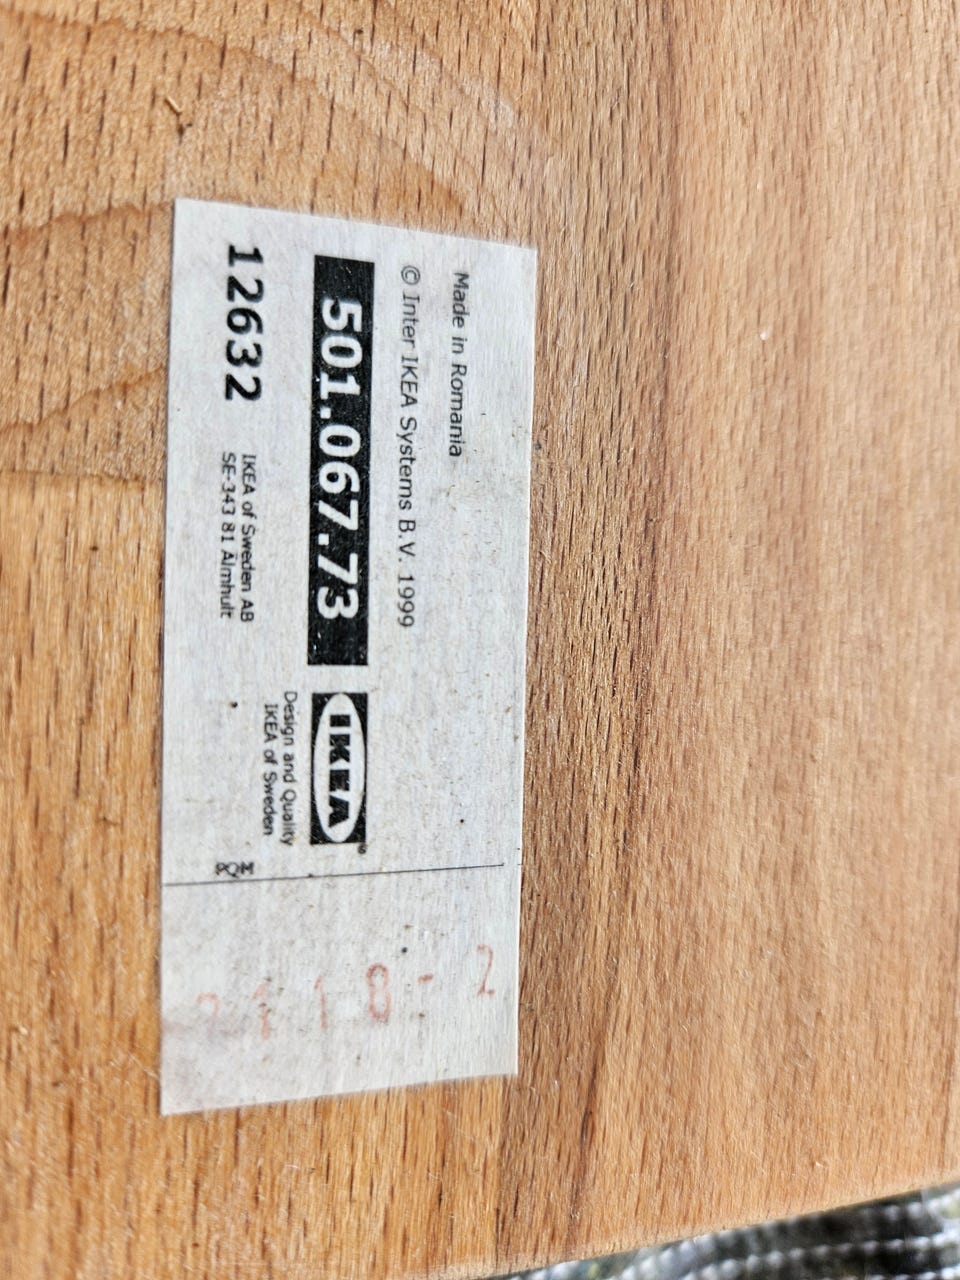 Made in Romania
© Inter IKEA Systems B.V. 1999
501.067.73
IKEA®
Design and Quality
IKEA of Sweden
12632
IKEA of Sweden AB
SE-343 81 Älmhult